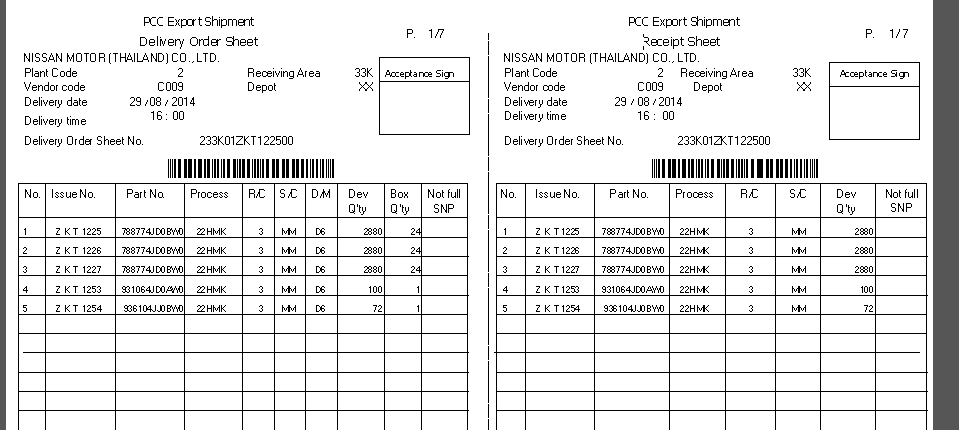 PCC Export Shipment
Delivery Order Sheet
P. 1/7
NISSAN MOTOR (THAILAND) CO., LTD.
Plant Code 2 Receiving Area 33K
Vendor code C009 Depot XX
Delivery date 29 / 08 / 2014
Delivery time 16 : 00
Acceptance Sign
Delivery Order Sheet No. 233K01ZKT122500
No. Issue No. Part No. Process R/C S/C D/M Dev Q'ty Box Q'ty Not full SNP
1 Z K T 1225 788774JD0BW0 22HMK 3 MM D6 2880 24
2 Z K T 1226 788774JD0BW0 22HMK 3 MM D6 2880 24
3 Z K T 1227 788774JD0BW0 22HMK 3 MM D6 2880 24
4 Z K T 1253 931064JD0AW0 22HMK 3 MM D6 100 1
5 Z K T 1254 936104JJ0BW0 22HMK 3 MM D6 72 1
PCC Export Shipment
Receipt Sheet
P. 1/7
NISSAN MOTOR (THAILAND) CO., LTD.
Plant Code 2 Receiving Area 33K
Vendor code C009 Depot XX
Delivery date 29 / 08 / 2014
Delivery time 16 : 00
Acceptance Sign
Delivery Order Sheet No. 233K01ZKT122500
No. Issue No. Part No. Process R/C S/C Dev Q'ty Not full SNP
1 Z K T 1225 788774JD0BW0 22HMK 3 MM 2880
2 Z K T 1226 788774JD0BW0 22HMK 3 MM 2880
3 Z K T 1227 788774JD0BW0 22HMK 3 MM 2880
4 Z K T 1253 931064JD0AW0 22HMK 3 MM 100
5 Z K T 1254 936104JJ0BW0 22HMK 3 MM 72